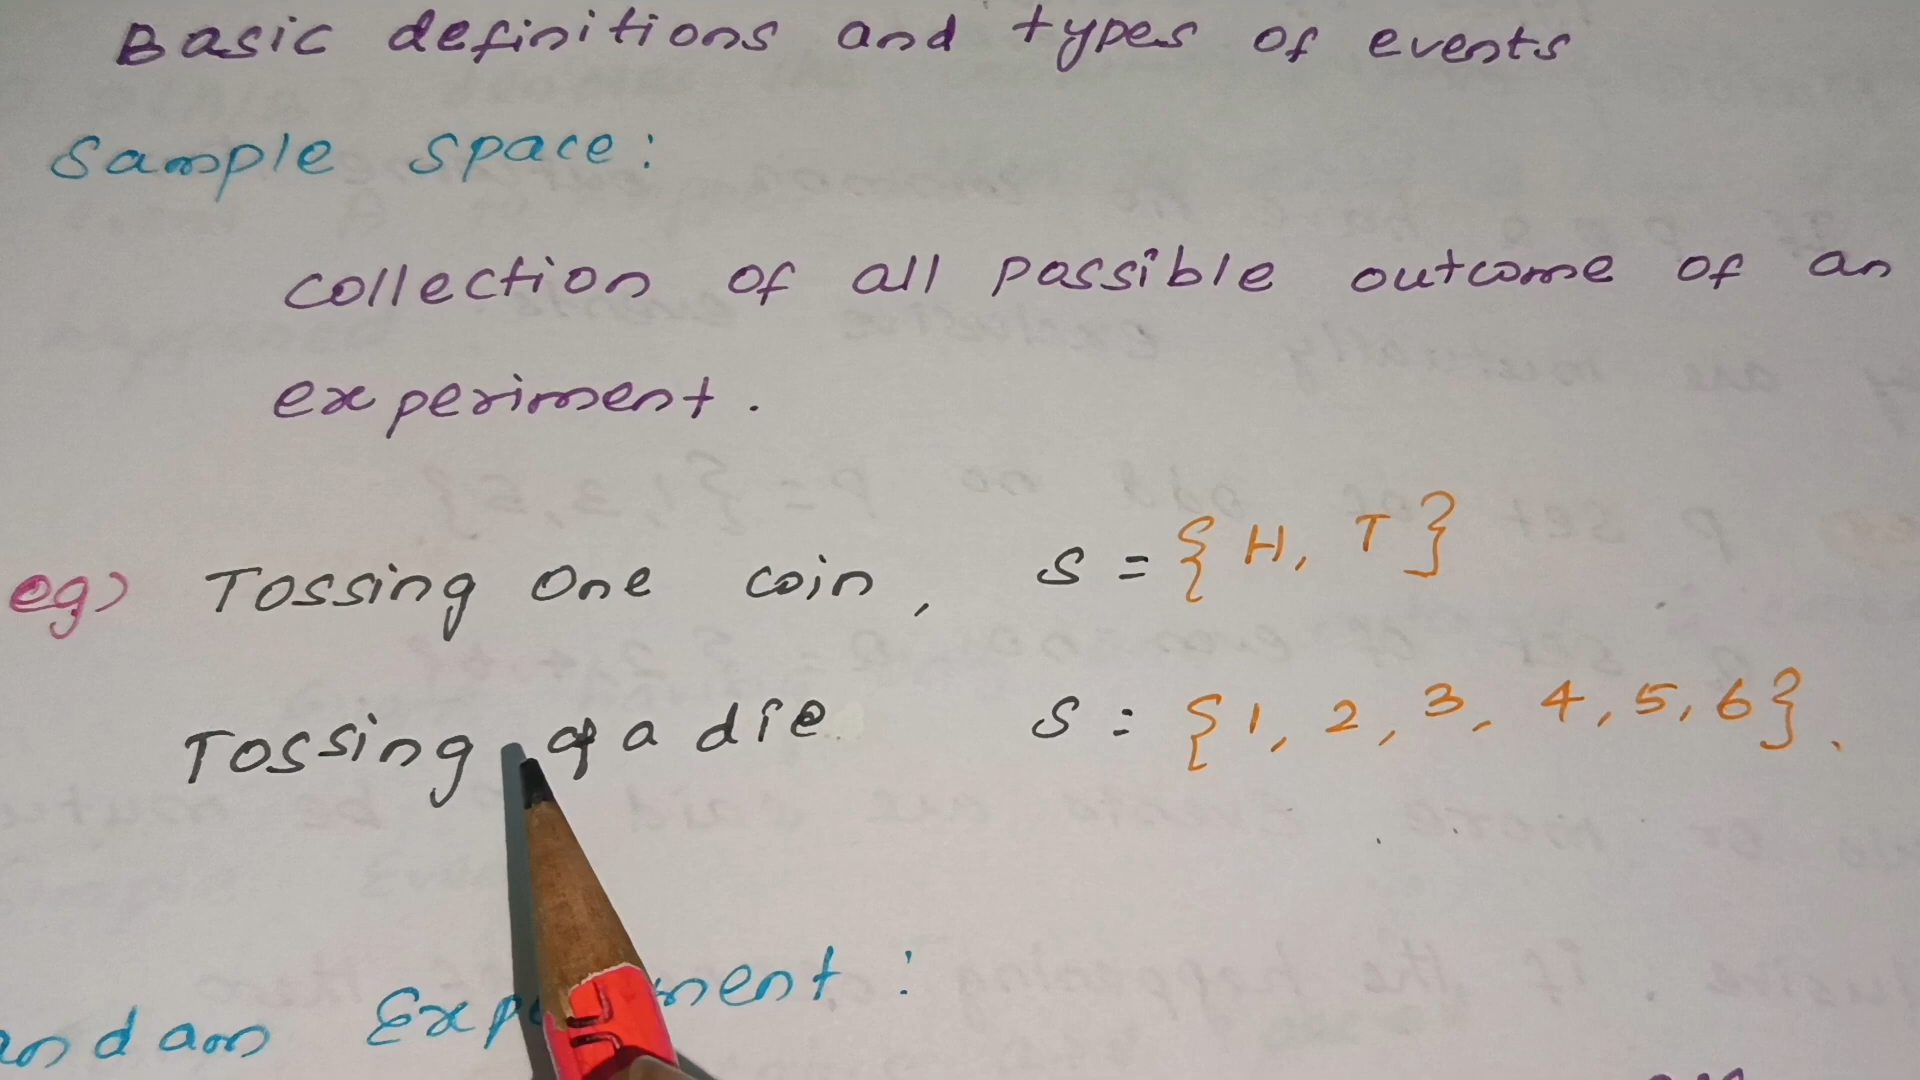 Basic definitions and types of events
Sample space:
collection of all possible outcome of an
experiment.
eg) Tossing one coin, S = {H, T}
Tossing of a die S = {1, 2, 3, 4, 5, 6}.